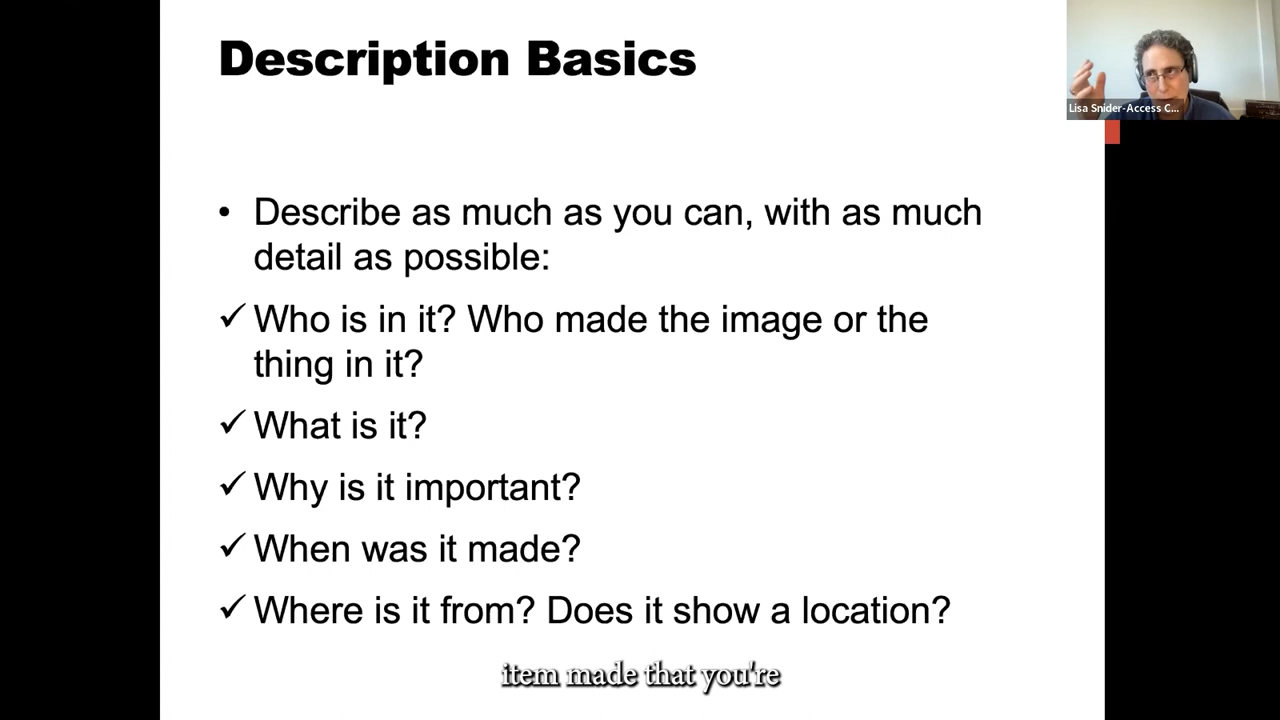 Description Basics
Lisa Snider-Access C...
• Describe as much as you can, with as much
detail as possible:
✓ Who is in it? Who made the image or the
thing in it?
✓ What is it?
✓ Why is it important?
✓ When was it made?
✓ Where is it from? Does it show a location?
item made that you're